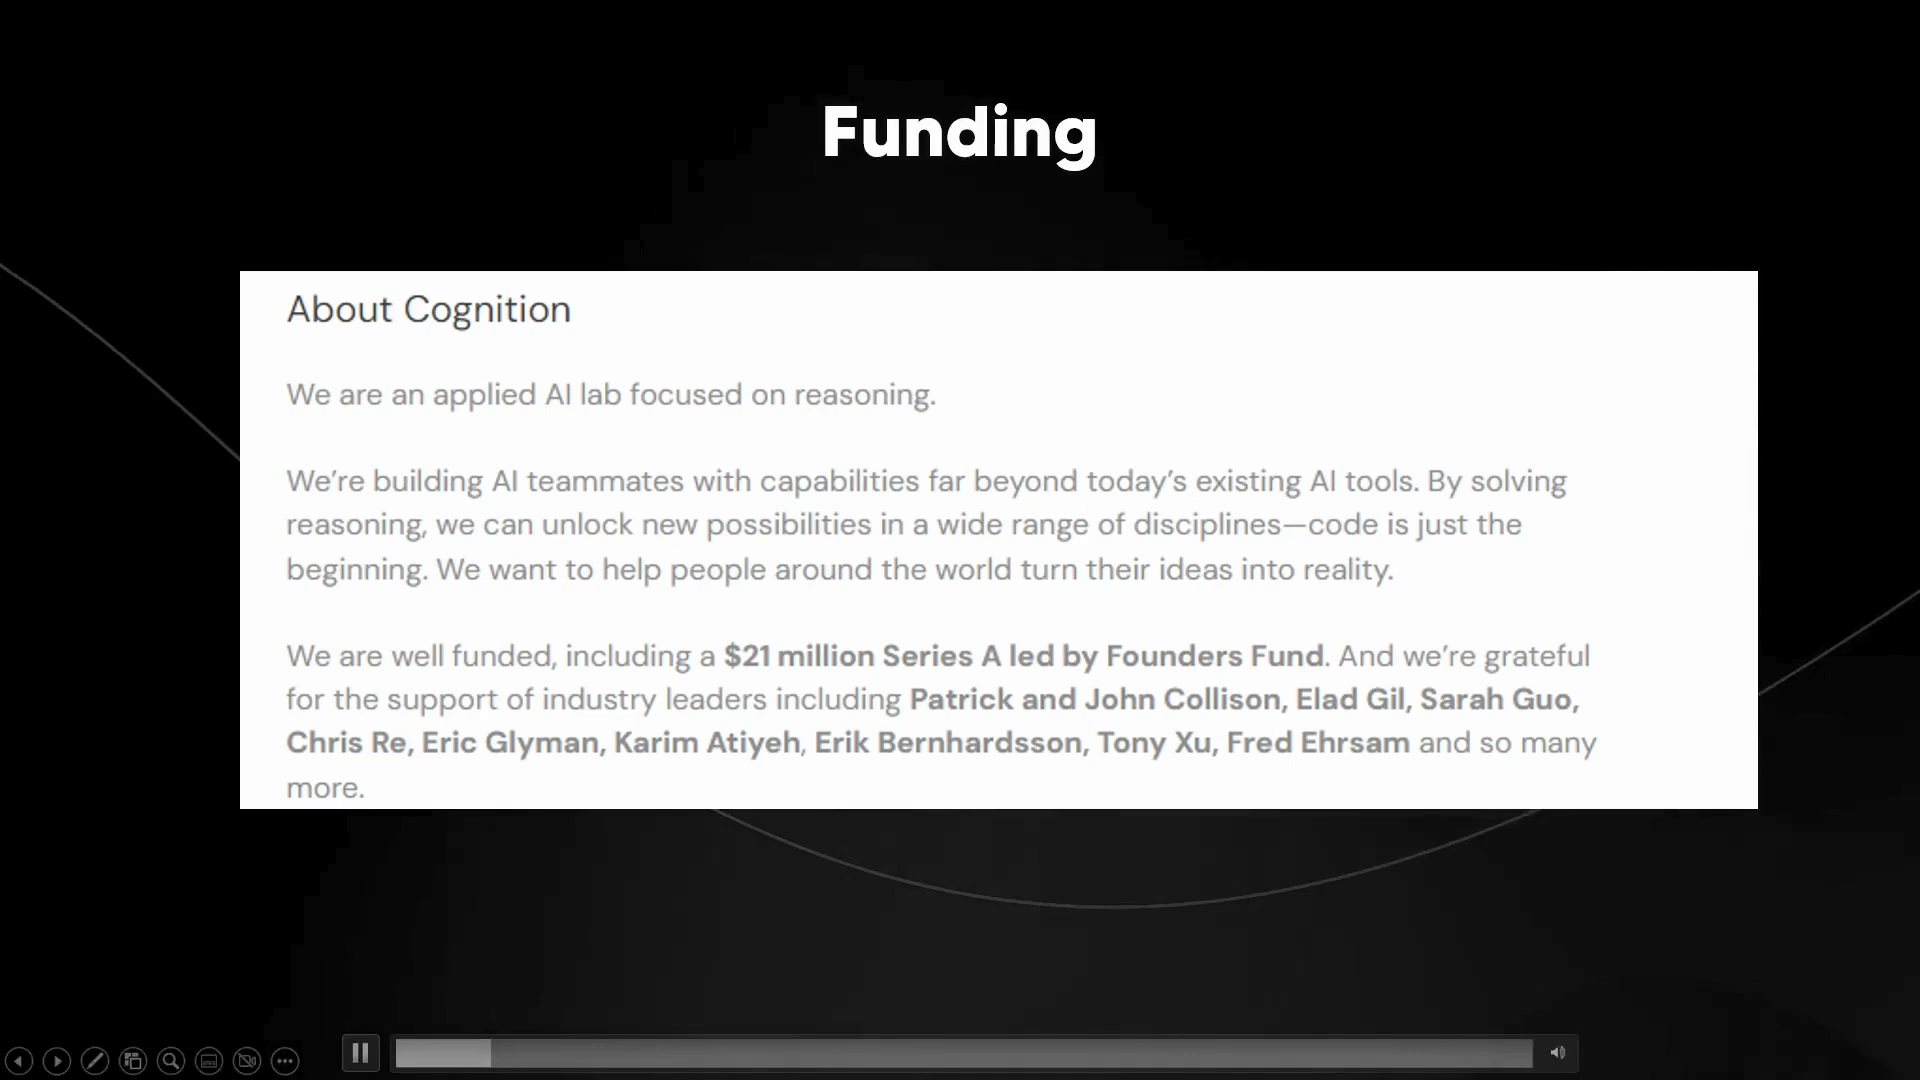 Funding
About Cognition
We are an applied AI lab focused on reasoning.
We’re building AI teammates with capabilities far beyond today’s existing AI tools. By solving
reasoning, we can unlock new possibilities in a wide range of disciplines—code is just the
beginning. We want to help people around the world turn their ideas into reality.
We are well funded, including a $21 million Series A led by Founders Fund. And we’re grateful
for the support of industry leaders including Patrick and John Collison, Elad Gil, Sarah Guo,
Chris Re, Eric Glyman, Karim Atiyeh, Erik Bernhardsson, Tony Xu, Fred Ehrsam and so many
more.